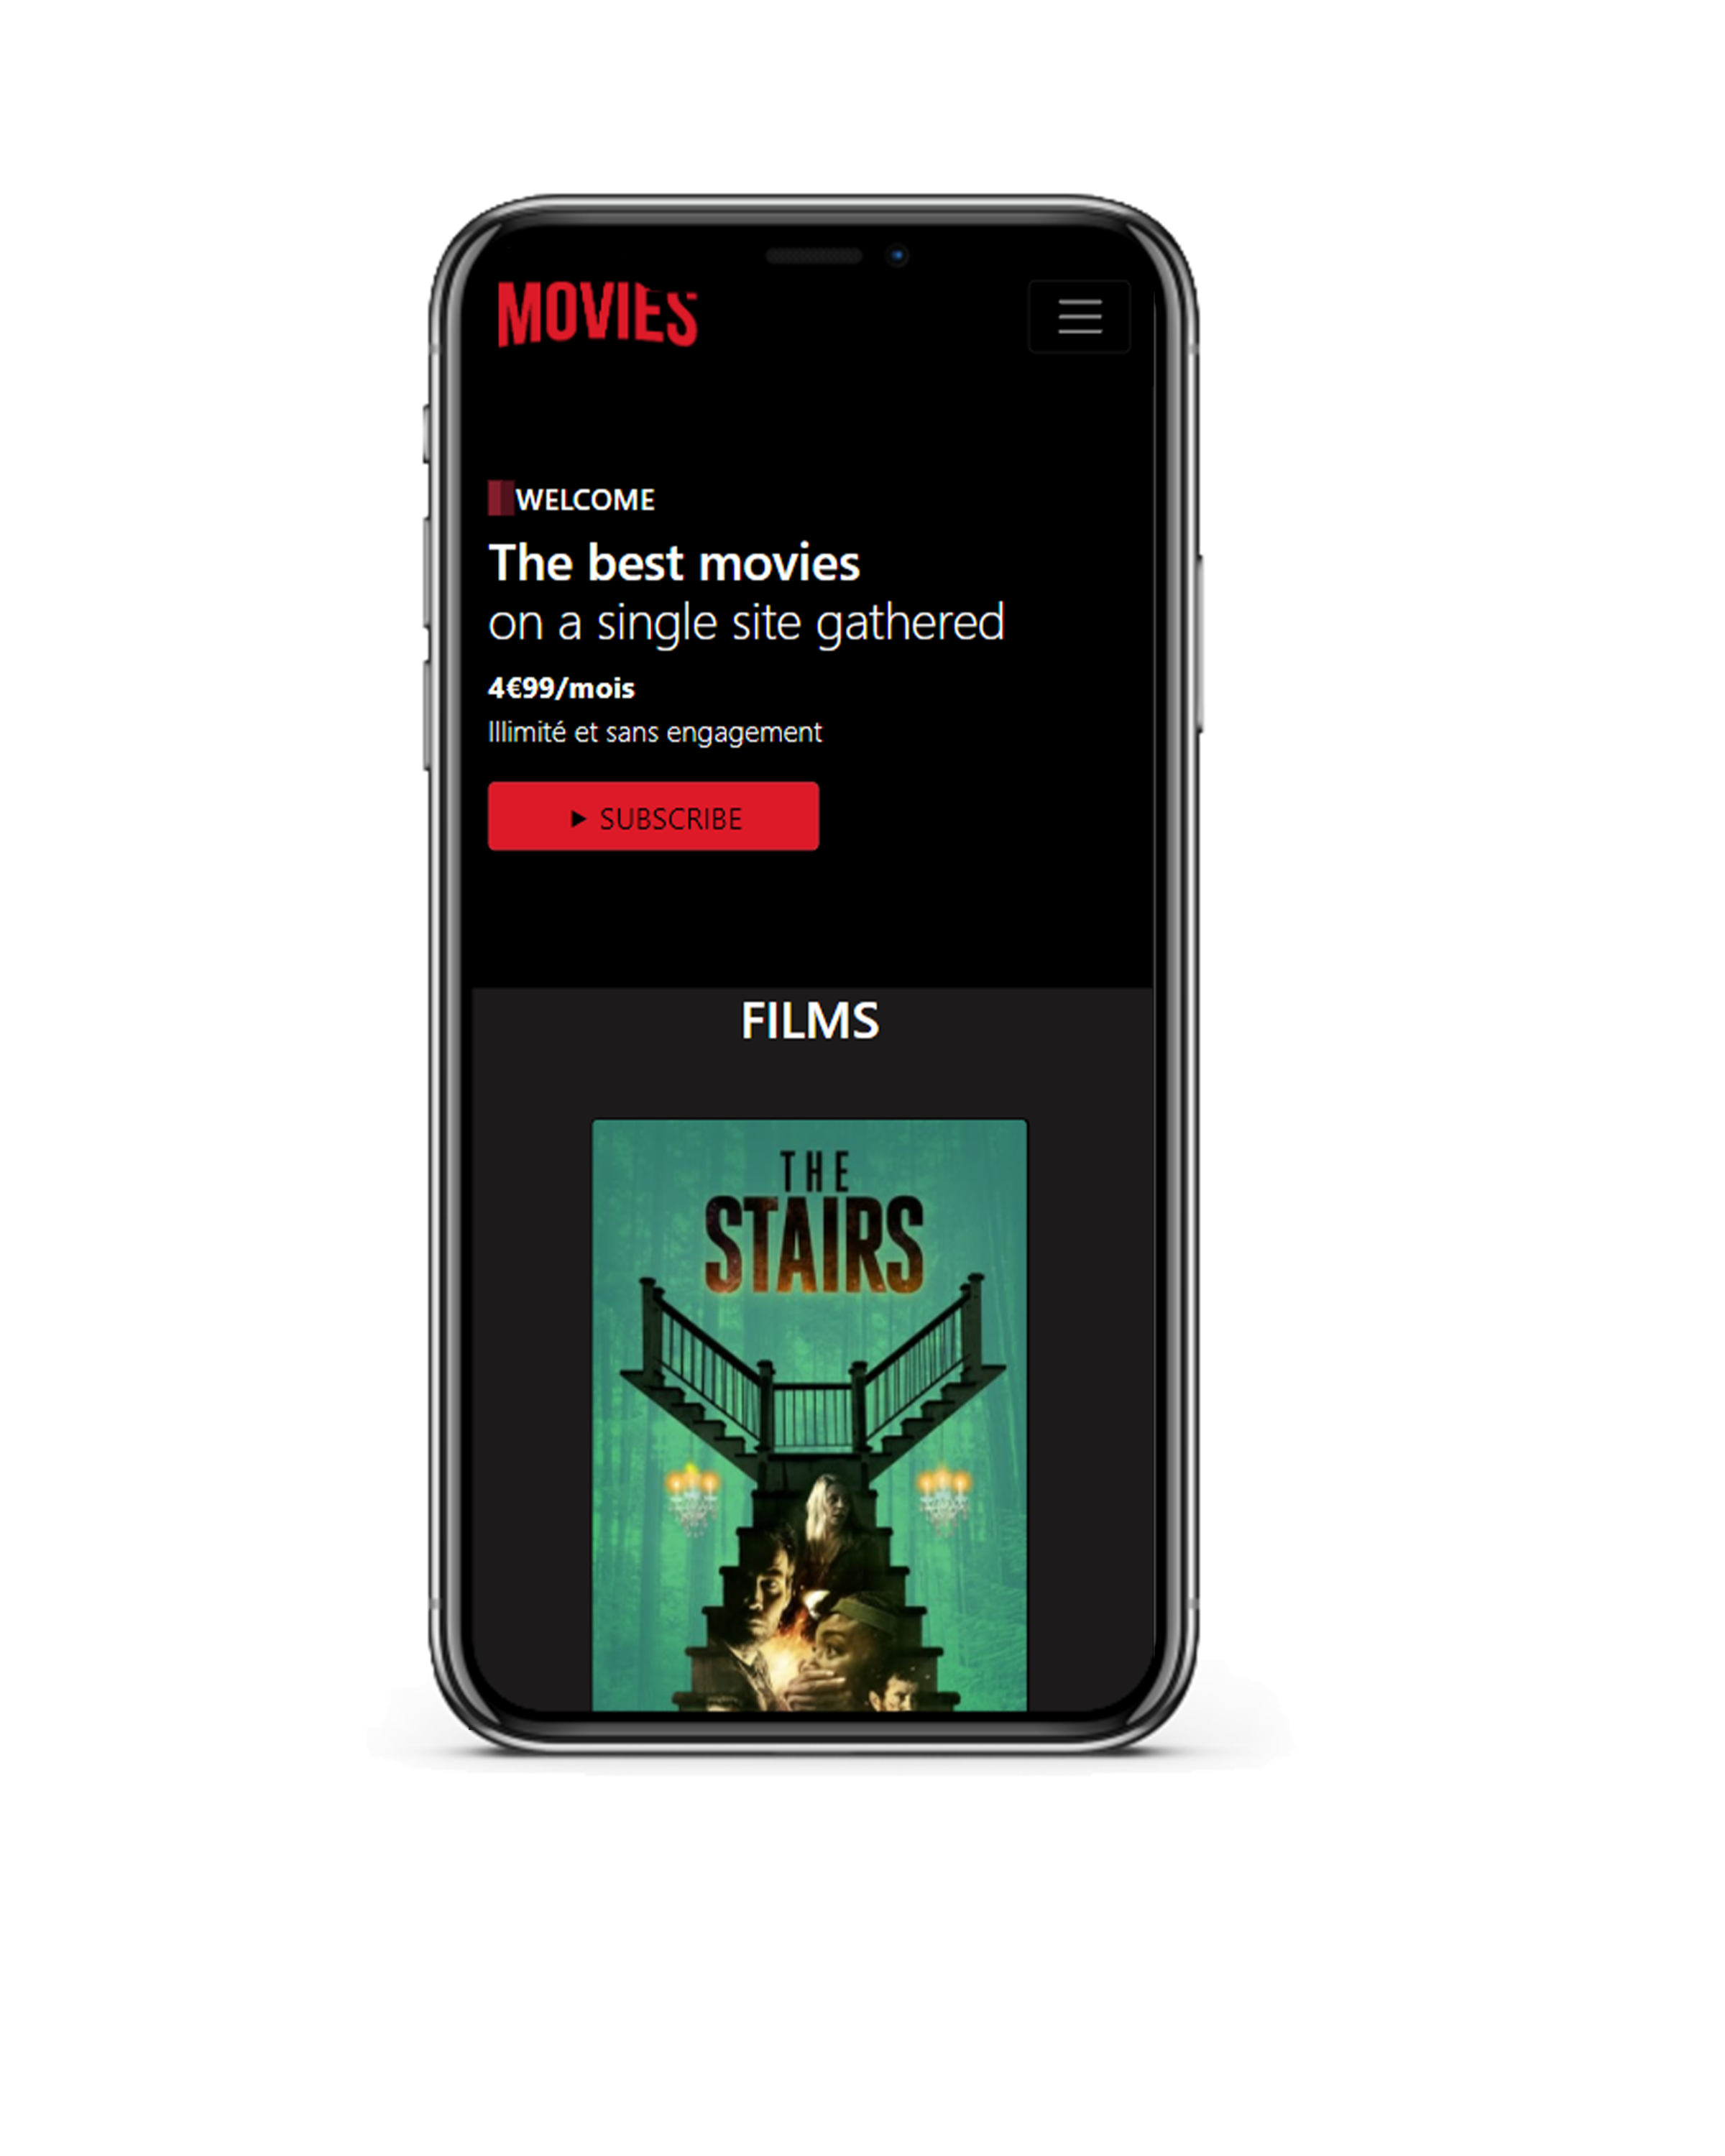 MOVIES
WELCOME
The best movies
on a single site gathered
4€99/mois
Illimité et sans engagement
SUBSCRIBE
FILMS
THE
STAIRS